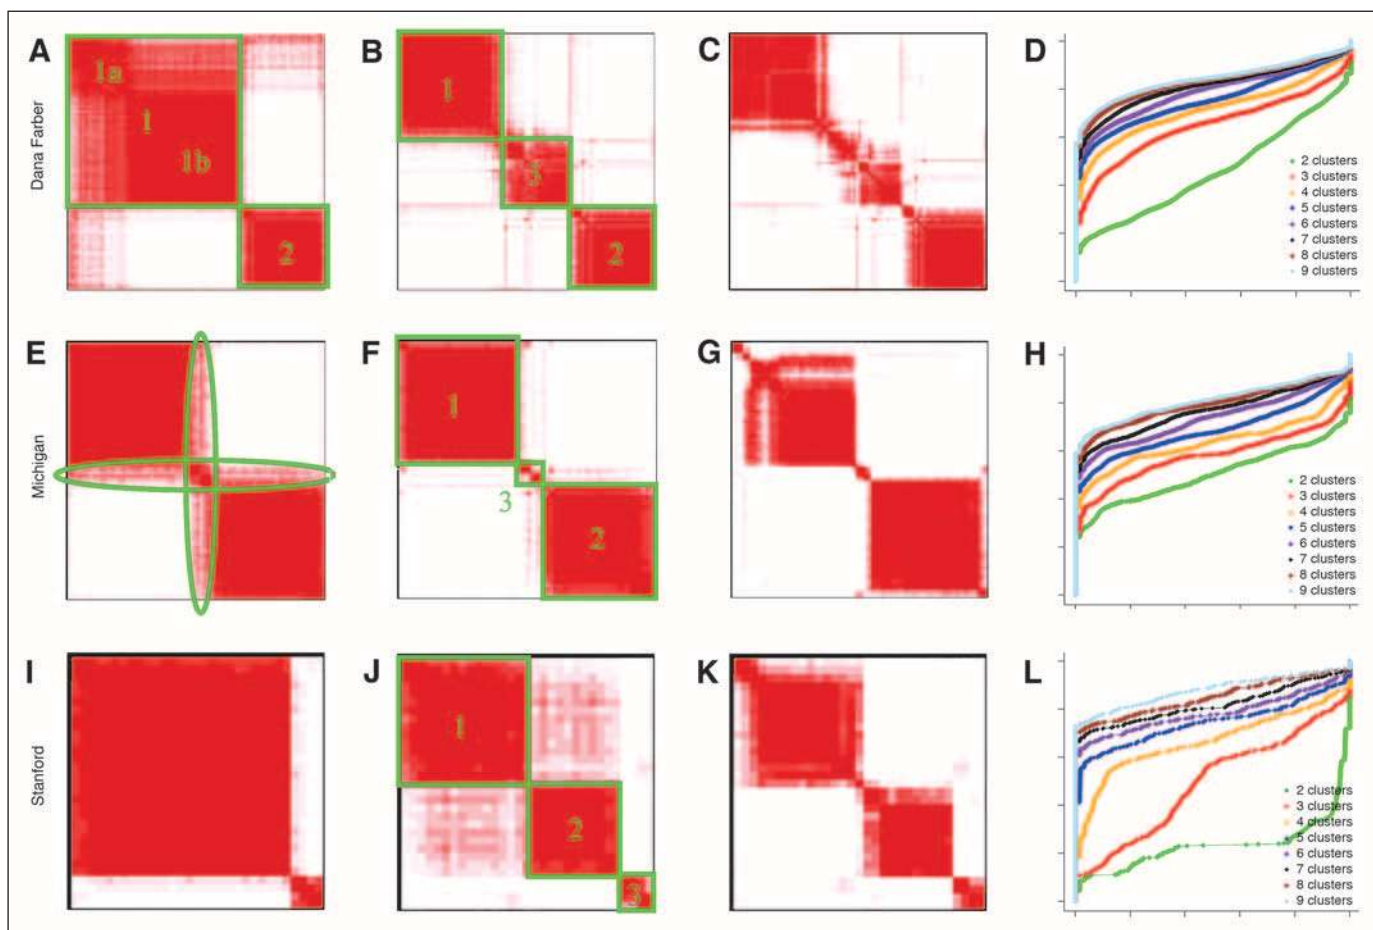 A
B
C
D
Dana Farber
1a
1
1b
2
1
3
2
2 clusters
3 clusters
4 clusters
5 clusters
6 clusters
7 clusters
8 clusters
9 clusters
E
F
G
H
Michigan
1
3
2
2 clusters
3 clusters
4 clusters
5 clusters
6 clusters
7 clusters
8 clusters
9 clusters
I
J
K
L
Stanford
1
2
3
2 clusters
3 clusters
4 clusters
5 clusters
6 clusters
7 clusters
8 clusters
9 clusters